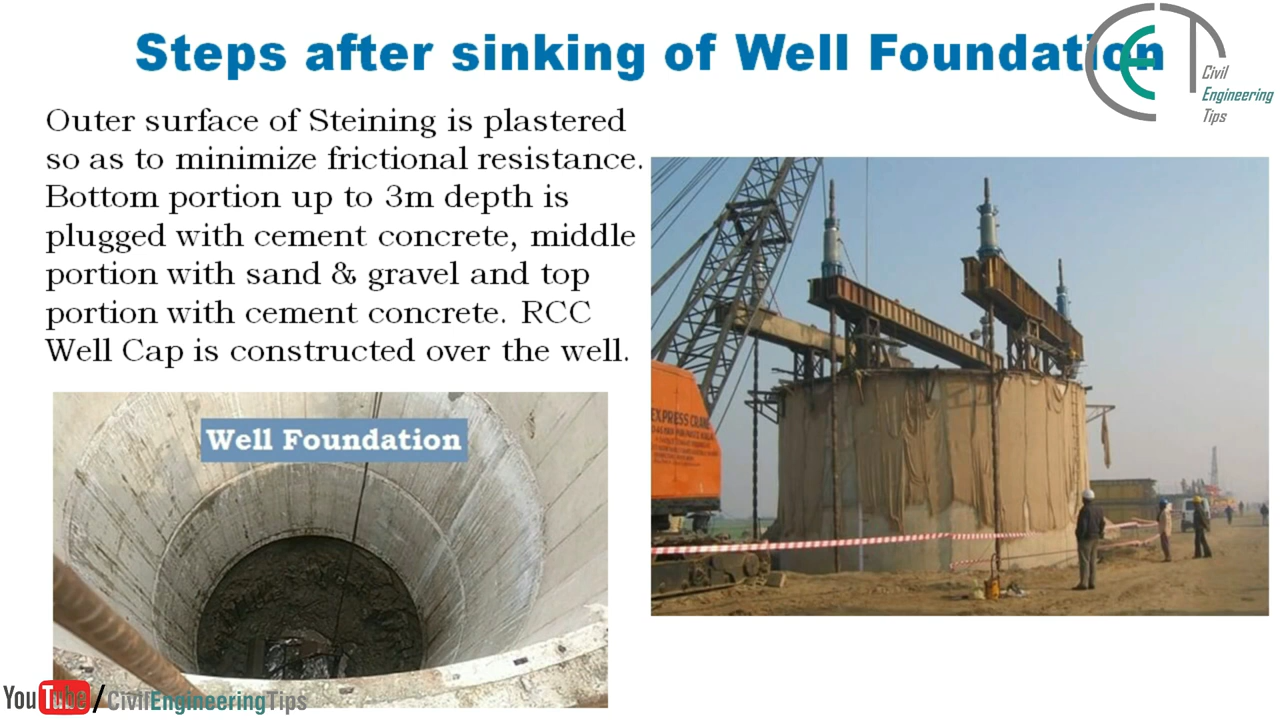 Steps after sinking of Well Foundation
Civil
Engineering
Tips
Outer surface of Steining is plastered
so as to minimize frictional resistance.
Bottom portion up to 3m depth is
plugged with cement concrete, middle
portion with sand & gravel and top
portion with cement concrete. RCC
Well Cap is constructed over the well.
Well Foundation
EXPRESS CRANE
YouTube/CivilEngineeringTips